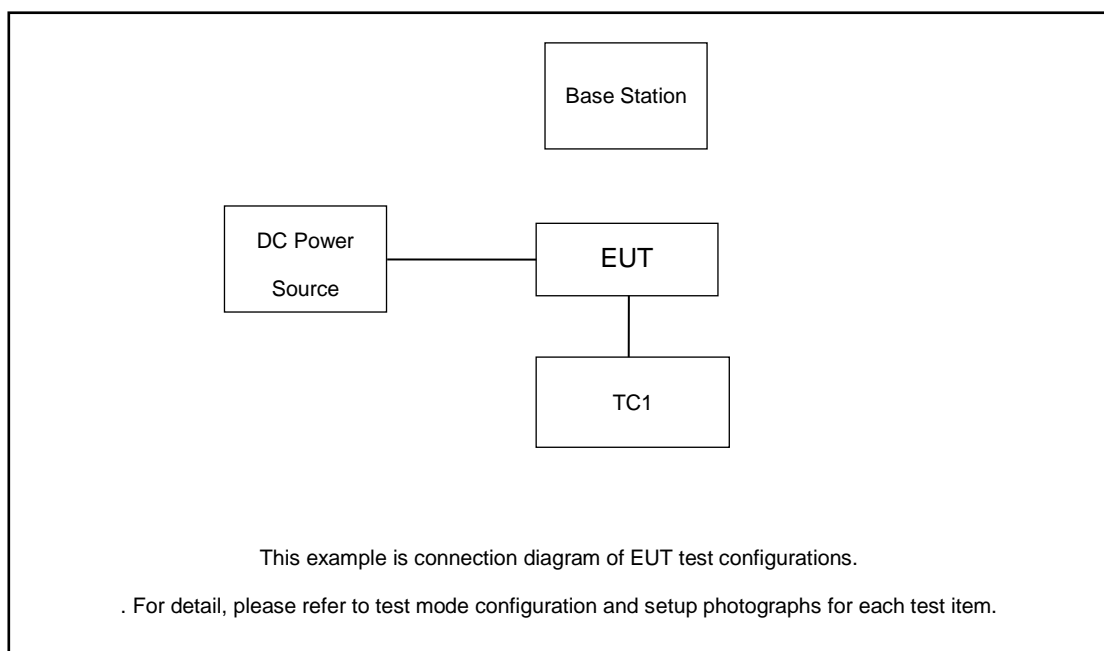 Base Station
DC Power
Source
EUT
TC1
This example is connection diagram of EUT test configurations.
. For detail, please refer to test mode configuration and setup photographs for each test item.